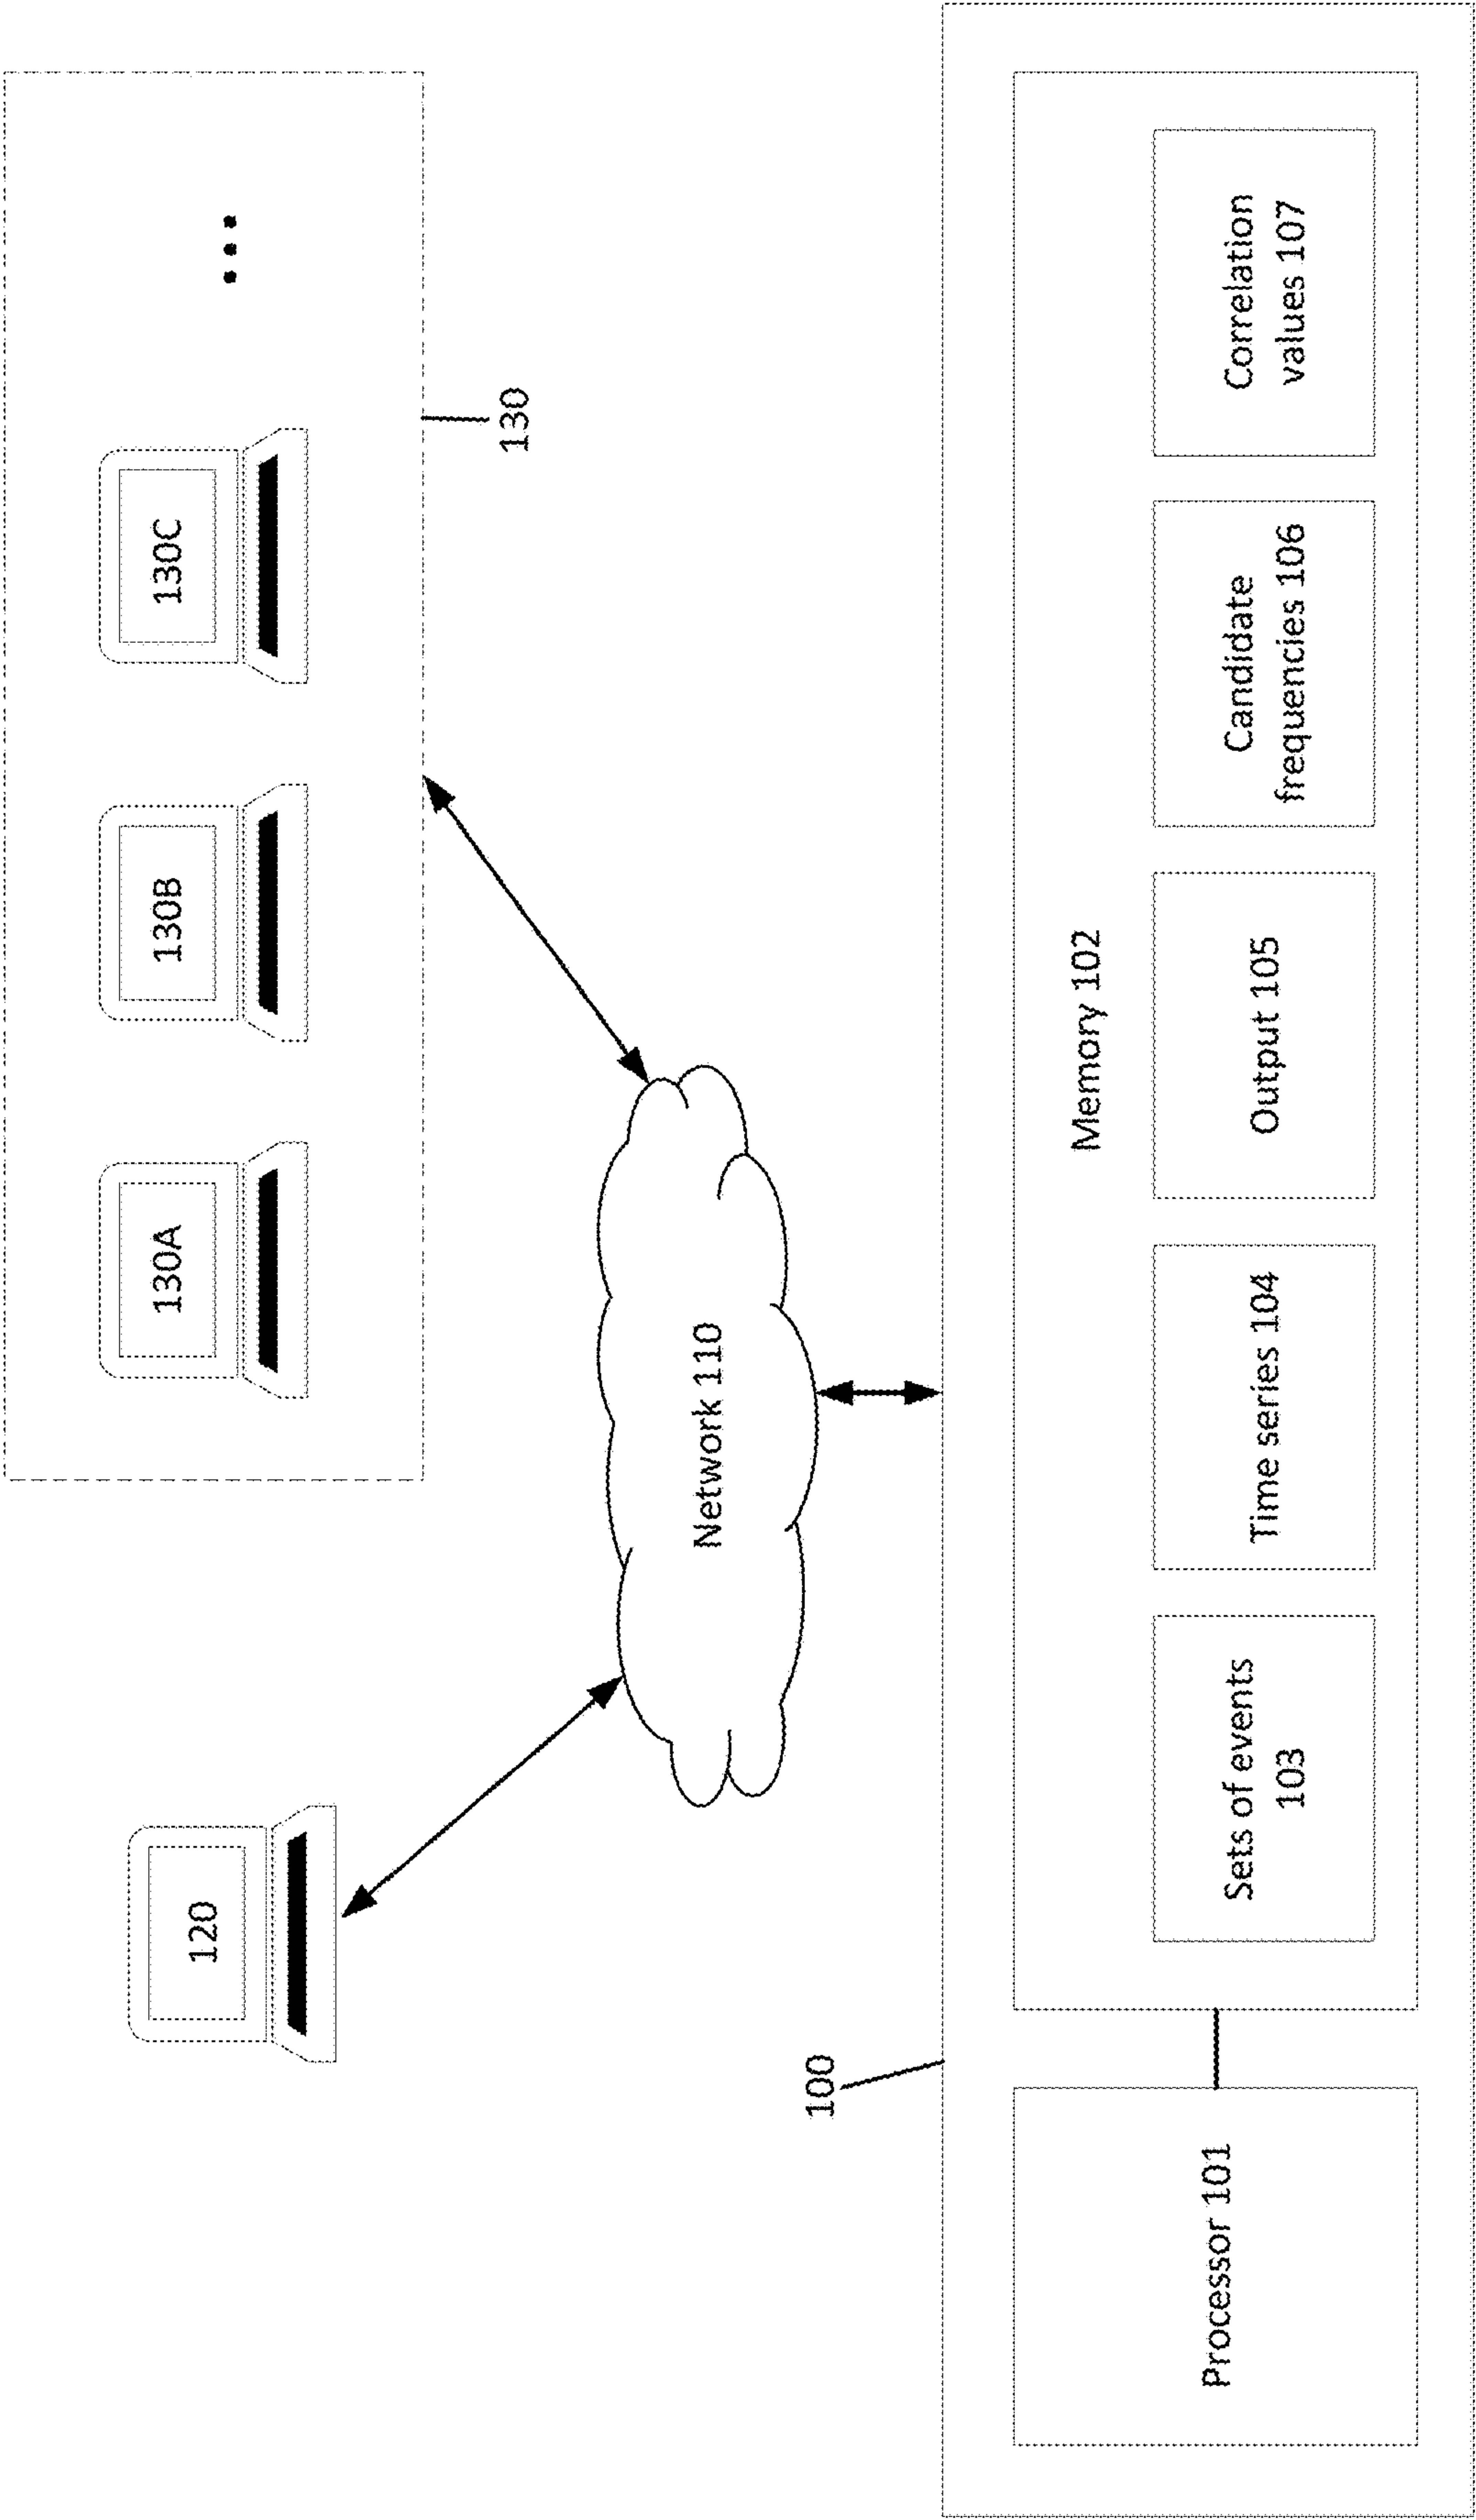 120
130A
130B
130C
...
130
Network 110
100
Processor 101
Memory 102
Sets of events
103
Time series 104
Output 105
Candidate
frequencies 106
Correlation
values 107